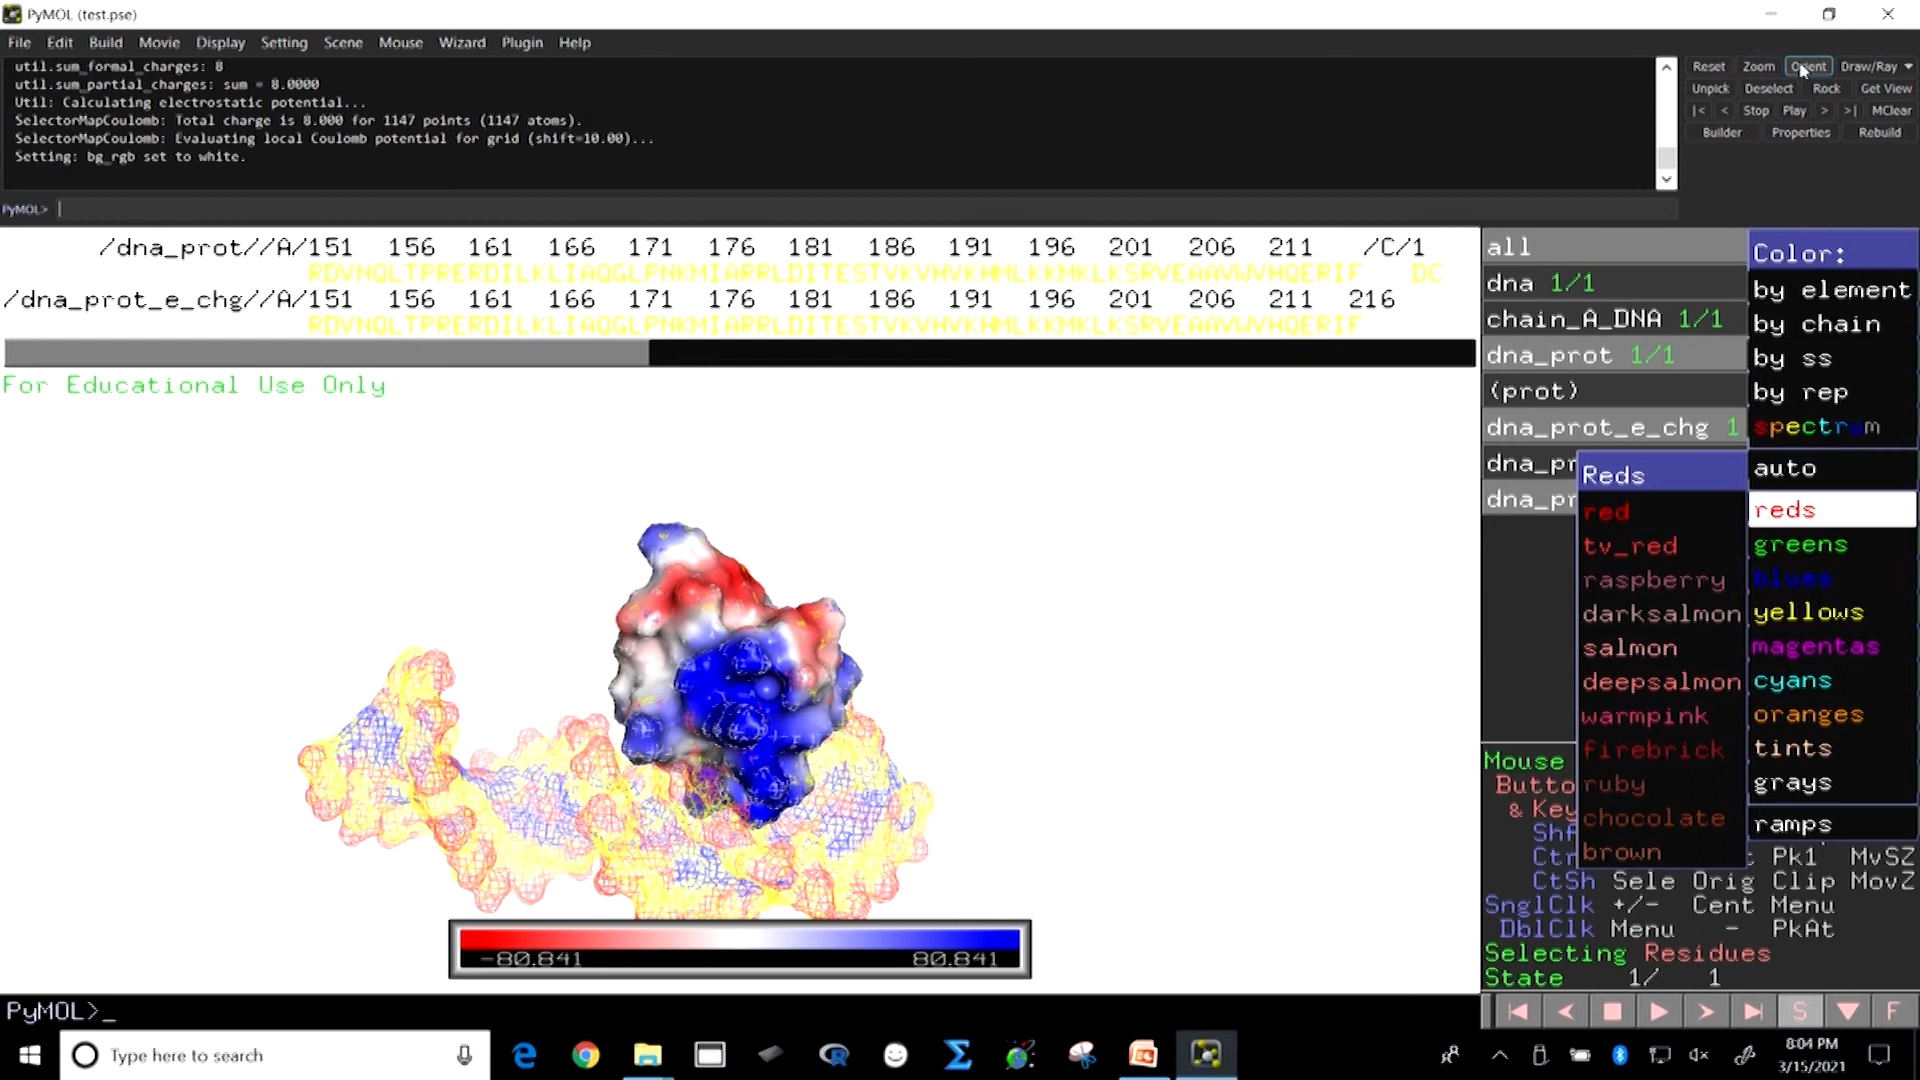 PyMOL (test.pse)
File Edit Build Movie Display Setting Scene Mouse Wizard Plugin Help
util.sum_formal_charges: 8
util.sum_partial_charges: sum = 8.0000
Util: Calculating electrostatic potential...
SelectorMapCoulomb: Total charge is 8.000 for 1147 points (1147 atoms).
SelectorMapCoulomb: Evaluating local Coulomb potential for grid (shift=10.00)...
Setting: bg_rgb set to white.
Reset Zoom Orient Draw/Ray
Unpick Deselect Rock Get View
|< < Stop Play > >| MClear
Builder Properties Rebuild
PyMOL>
/dna_prot//A/151 156 161 166 171 176 181 186 191 196 201 206 211 /C/1
RDVNQLTPRERDILKLIAQGLPNKMIARRLDITESTVKVHVKHMLKKMKLKSRVEAAVWVHQERIF DC
/dna_prot_e_chg//A/151 156 161 166 171 176 181 186 191 196 201 206 211 216
RDVNQLTPRERDILKLIAQGLPNKMIARRLDITESTVKVHVKHMLKKMKLKSRVEAAVWVHQERIF
For Educational Use Only
-80.841 80.841
PyMOL>_
all
dna 1/1
chain_A_DNA 1/1
dna_prot 1/1
(prot)
dna_prot_e_chg 1
dna_pr
dna_pr
Color:
by element
by chain
by ss
by rep
spectrum
auto
reds
greens
blues
yellows
magentas
cyans
oranges
tints
grays
ramps
Reds
red
tv_red
raspberry
darksalmon
salmon
deepsalmon
warmpink
firebrick
ruby
chocolate
brown
Mouse
Butto
& Key
Shf
Ctr Pk1 MvSZ
CtSh Sele Orig Clip MovZ
SnglClk +/- Cent Menu
DblClk Menu - PkAt
Selecting Residues
State 1/ 1
S F
Type here to search
8:04 PM
3/15/2021